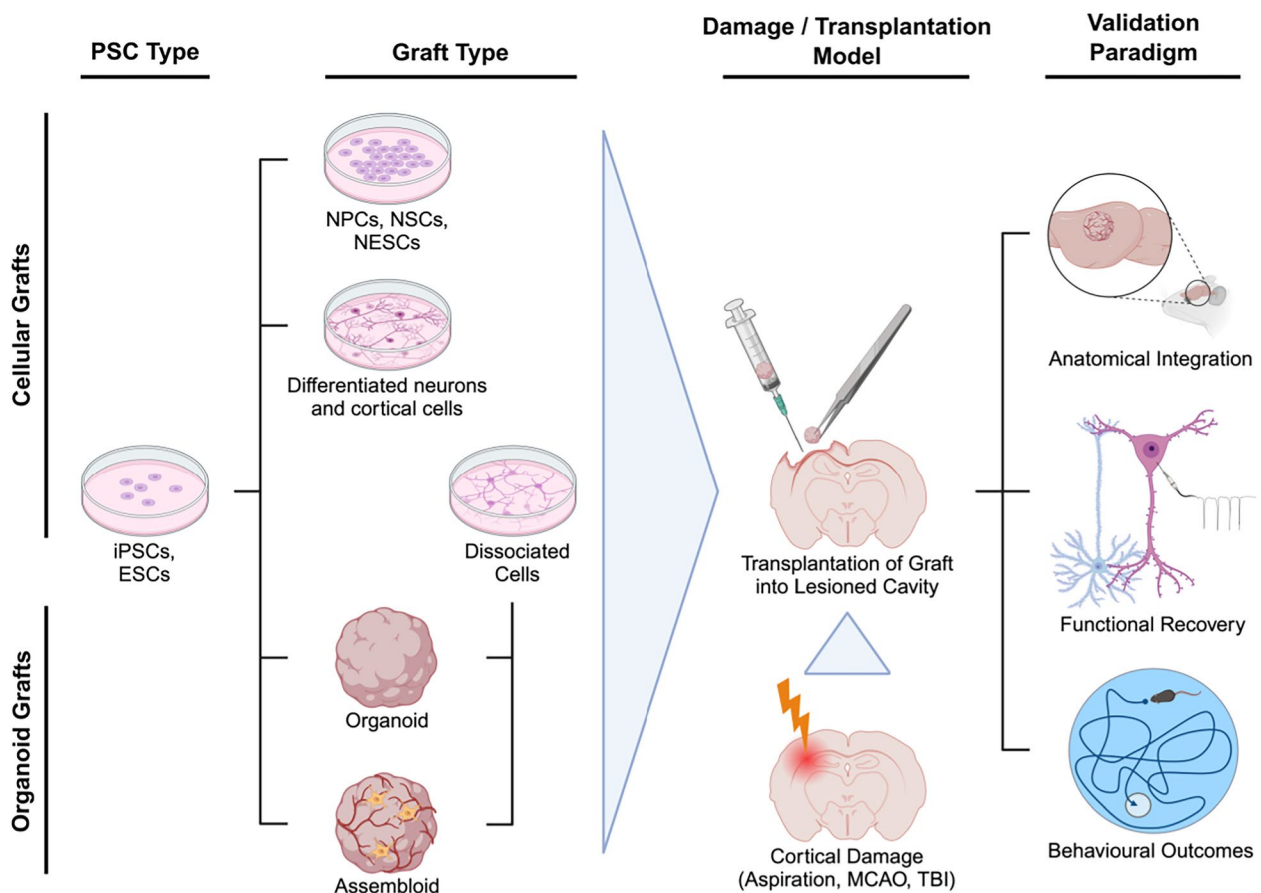 PSC Type
Graft Type
Damage / Transplantation
Model
Validation
Paradigm
Cellular Grafts
NPCs, NSCs,
NESCs
Differentiated neurons
and cortical cells
iPSCs,
ESCs
Dissociated
Cells
Organoid Grafts
Organoid
Assembloid
Transplantation of Graft
into Lesioned Cavity
Cortical Damage
(Aspiration, MCAO, TBI)
Anatomical Integration
Functional Recovery
Behavioural Outcomes